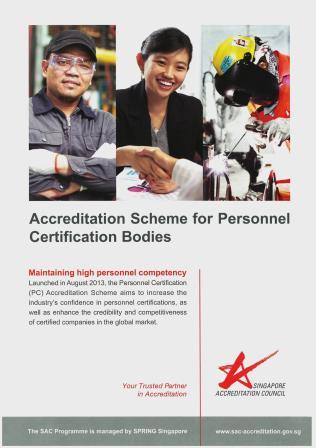 Accreditation Scheme for Personnel
Certification Bodies
Maintaining high personnel competency
Launched in August 2013, the Personnel Certification
(PC) Accreditation Scheme aims to increase the
industry's confidence in personnel certifications, as
well as enhance the credibility and competitiveness
of certified companies in the global market.
Your Trusted Partner
in Accreditation
SINGAPORE
ACCREDITATION COUNCIL
The SAC Programme is managed by SPRING Singapore
www.sac-accreditation.gov.sg